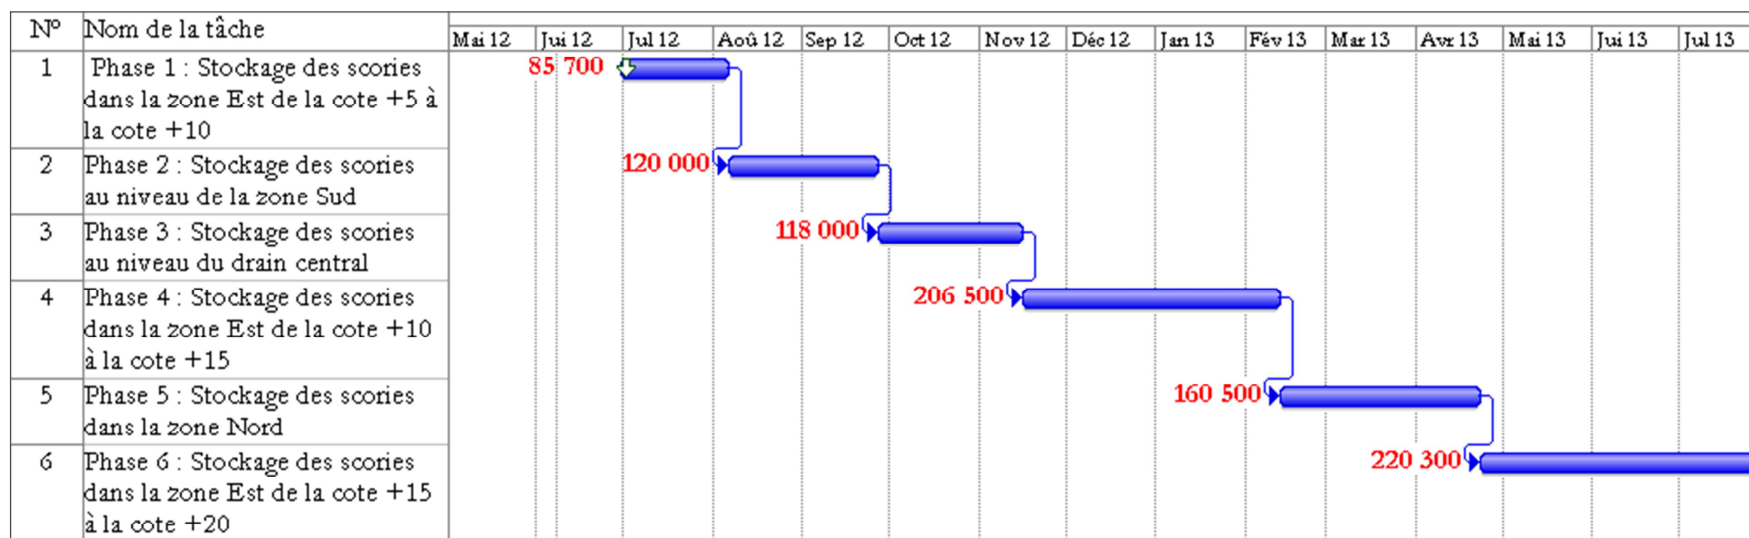 Nº Nom de la tâche Mai 12 Jui 12 Jul 12 Aoû 12 Sep 12 Oct 12 Nov 12 Déc 12 Jan 13 Fév 13 Mar 13 Avr 13 Mai 13 Jui 13 Jul 13
1 Phase 1 : Stockage des scories 85 700
dans la zone Est de la cote +5 à
la cote +10
2 Phase 2 : Stockage des scories 120 000
au niveau de la zone Sud
3 Phase 3 : Stockage des scories 118 000
au niveau du drain central
4 Phase 4 : Stockage des scories 206 500
dans la zone Est de la cote +10
à la cote +15
5 Phase 5 : Stockage des scories 160 500
dans la zone Nord
6 Phase 6 : Stockage des scories 220 300
dans la zone Est de la cote +15
à la cote +20